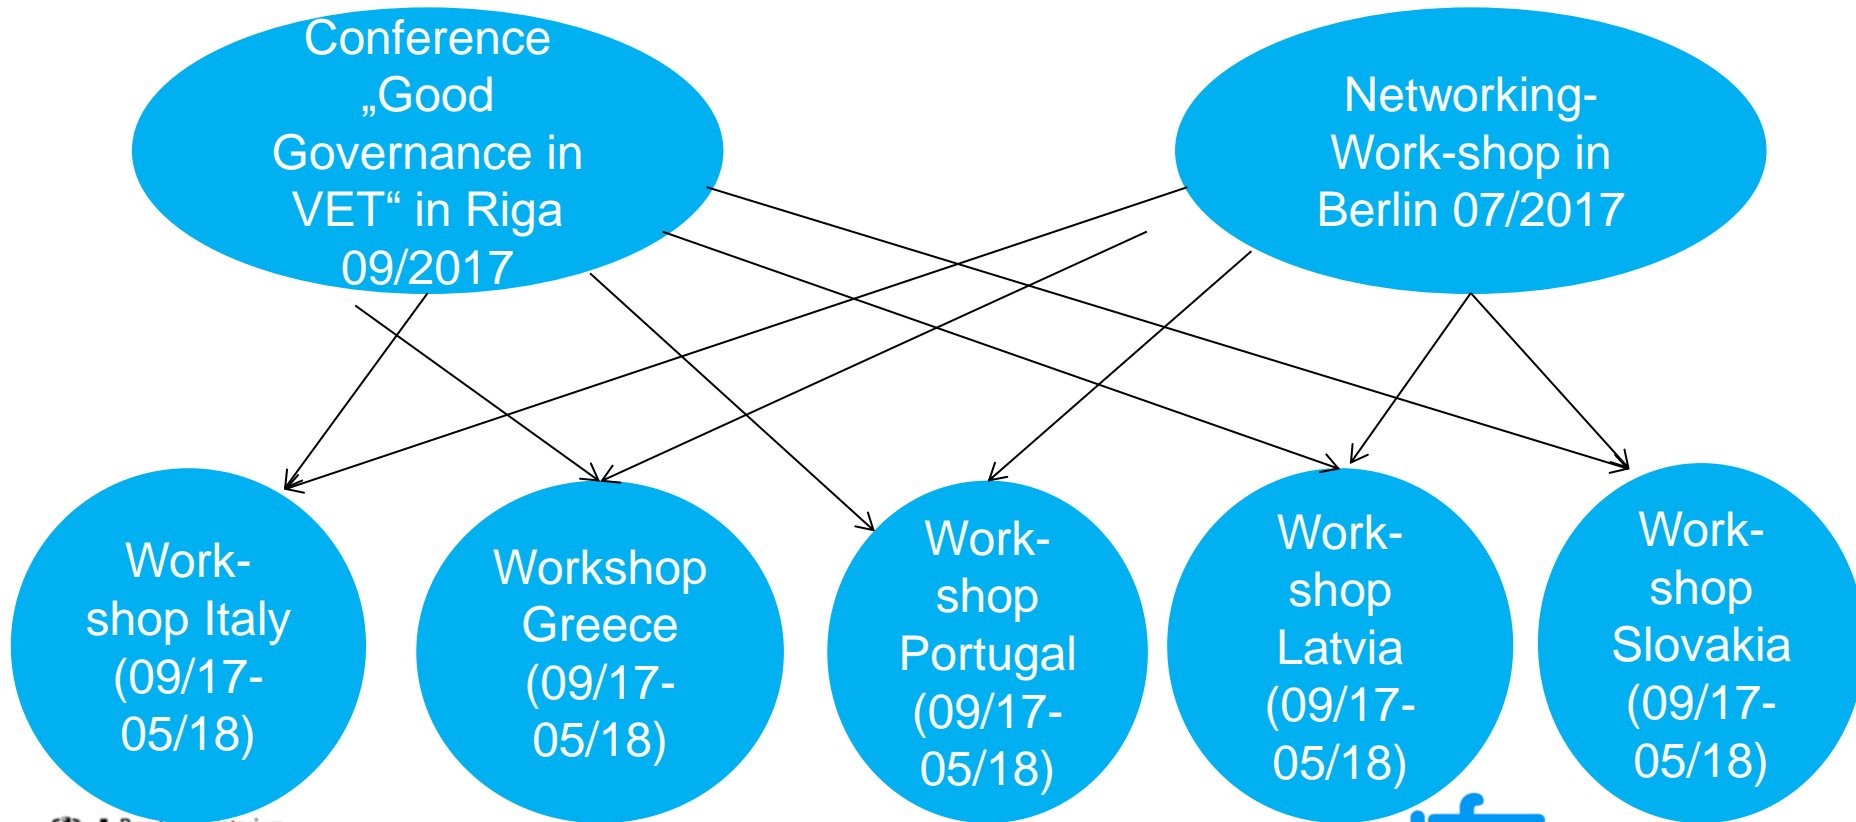 Conference
„Good
Governance in
VET“ in Riga
09/2017
Networking-
Work-shop in
Berlin 07/2017
Work-
shop Italy
(09/17-
05/18)
Workshop
Greece
(09/17-
05/18)
Work-
shop
Portugal
(09/17-
05/18)
Work-
shop
Latvia
(09/17-
05/18)
Work-
shop
Slovakia
(09/17-
05/18)